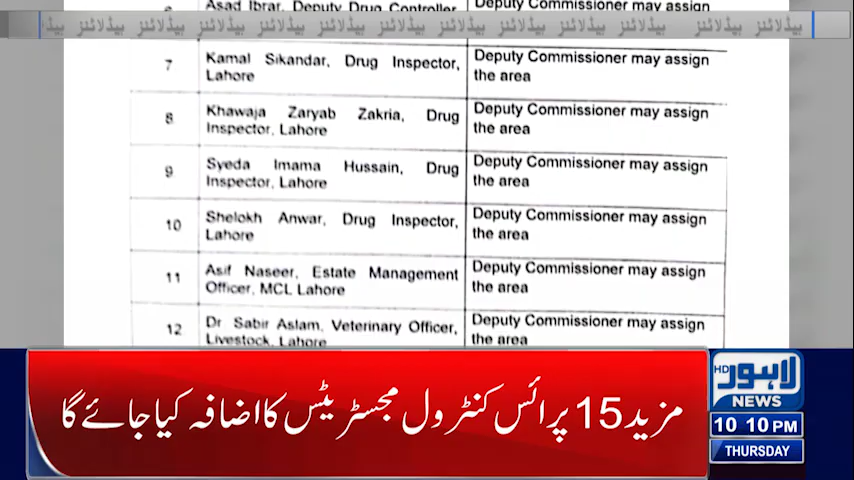 Asad Ibrar, Deputy Drug Controller
Deputy Commissioner may assign
ہیڈلائنز ہیڈلائنز ہیڈلائنز ہیڈلائنز ہیڈلائنز ہیڈلائنز ہیڈلائنز ہیڈلائنز
7
Kamal Sikandar, Drug Inspector,
Lahore
Deputy Commissioner may assign
the area
8
Khawaja Zaryab Zakria, Drug
Inspector, Lahore
Deputy Commissioner may assign
the area
9
Syeda Imama Hussain, Drug
Inspector, Lahore
Deputy Commissioner may assign
the area
10
Shelokh Anwar, Drug Inspector,
Lahore
Deputy Commissioner may assign
the area
11
Asif Naseer, Estate Management
Officer, MCL Lahore
Deputy Commissioner may assign
the area
12
Dr Sabir Aslam, Veterinary Officer,
Livestock, Lahore
Deputy Commissioner may assign
the area
مزید 15 پرائس کنٹرول مجسٹریٹس کا اضافہ کیا جائے گا
HD
لاہور
NEWS
10 10 PM
THURSDAY